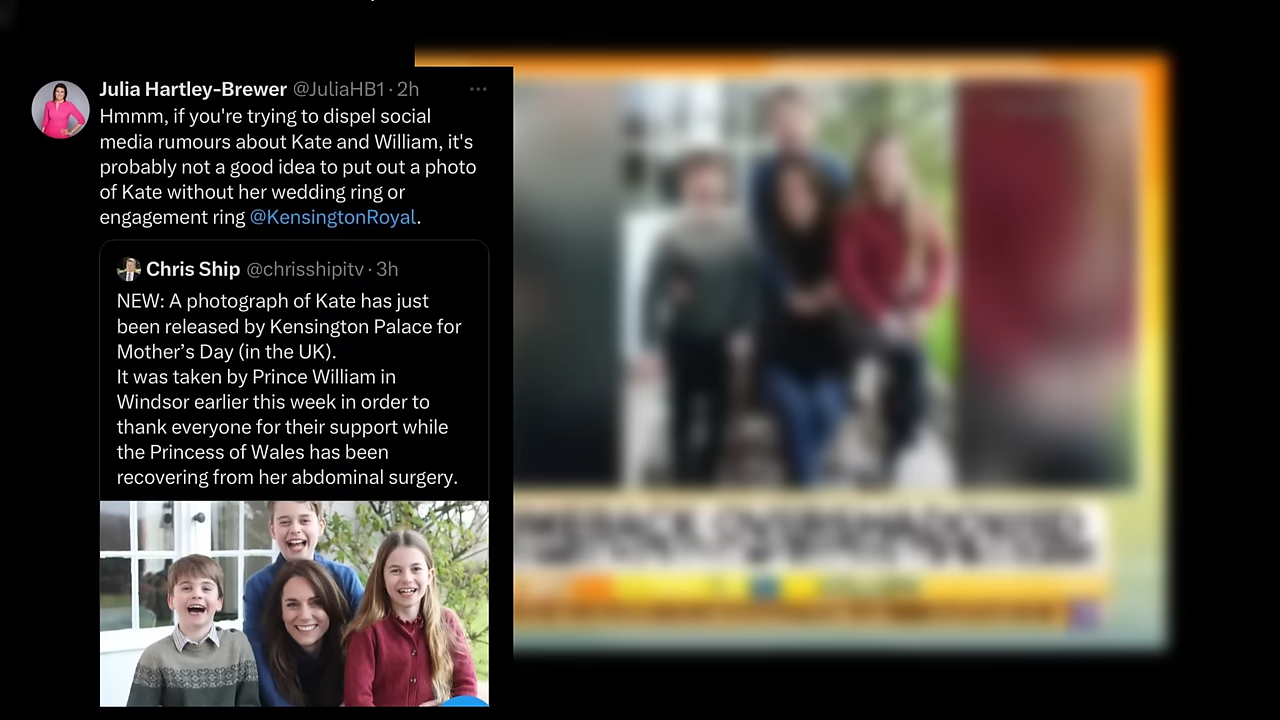 Julia Hartley-Brewer @JuliaHB1 · 2h
Hmmm, if you're trying to dispel social
media rumours about Kate and William, it's
probably not a good idea to put out a photo
of Kate without her wedding ring or
engagement ring @KensingtonRoyal.
Chris Ship @chrisshipitv · 3h
NEW: A photograph of Kate has just
been released by Kensington Palace for
Mother’s Day (in the UK).
It was taken by Prince William in
Windsor earlier this week in order to
thank everyone for their support while
the Princess of Wales has been
recovering from her abdominal surgery.